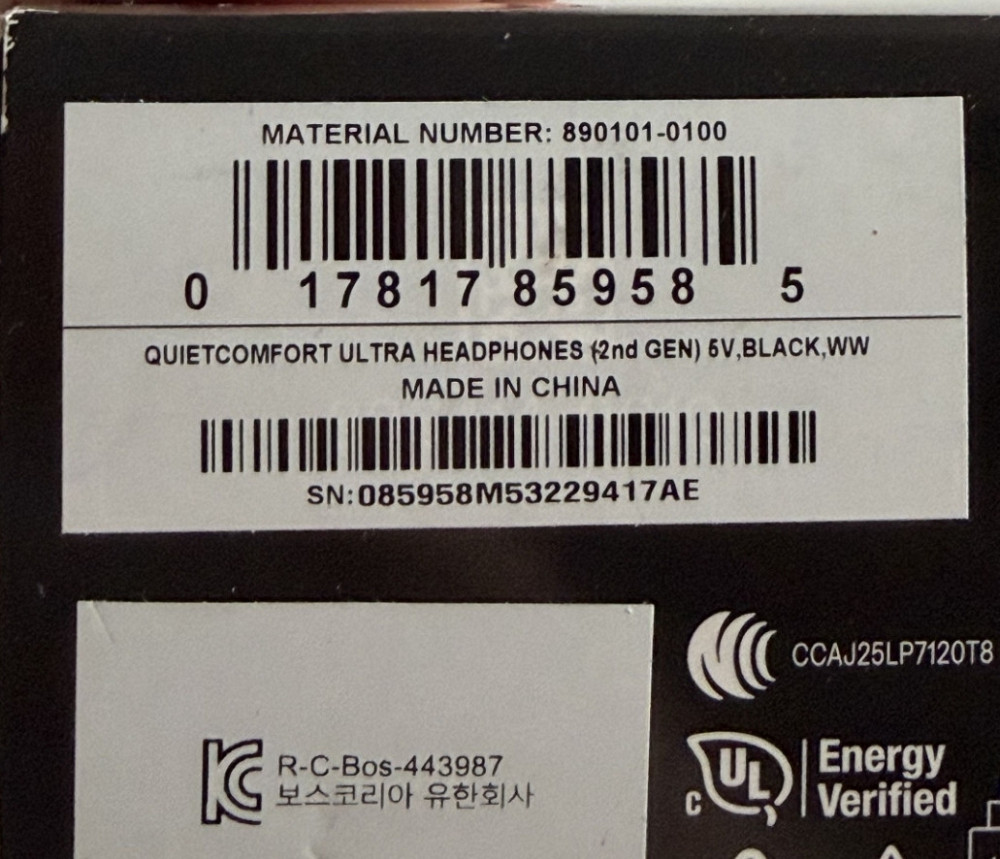 MATERIAL NUMBER: 890101-0100
0 17817 85958 5
QUIETCOMFORT ULTRA HEADPHONES (2nd GEN) 5V,BLACK,WW
MADE IN CHINA
SN:085958M53229417AE
CCAJ25LP7120T8
R-C-Bos-443987
보스코리아 유한회사
C UL Energy
Verified